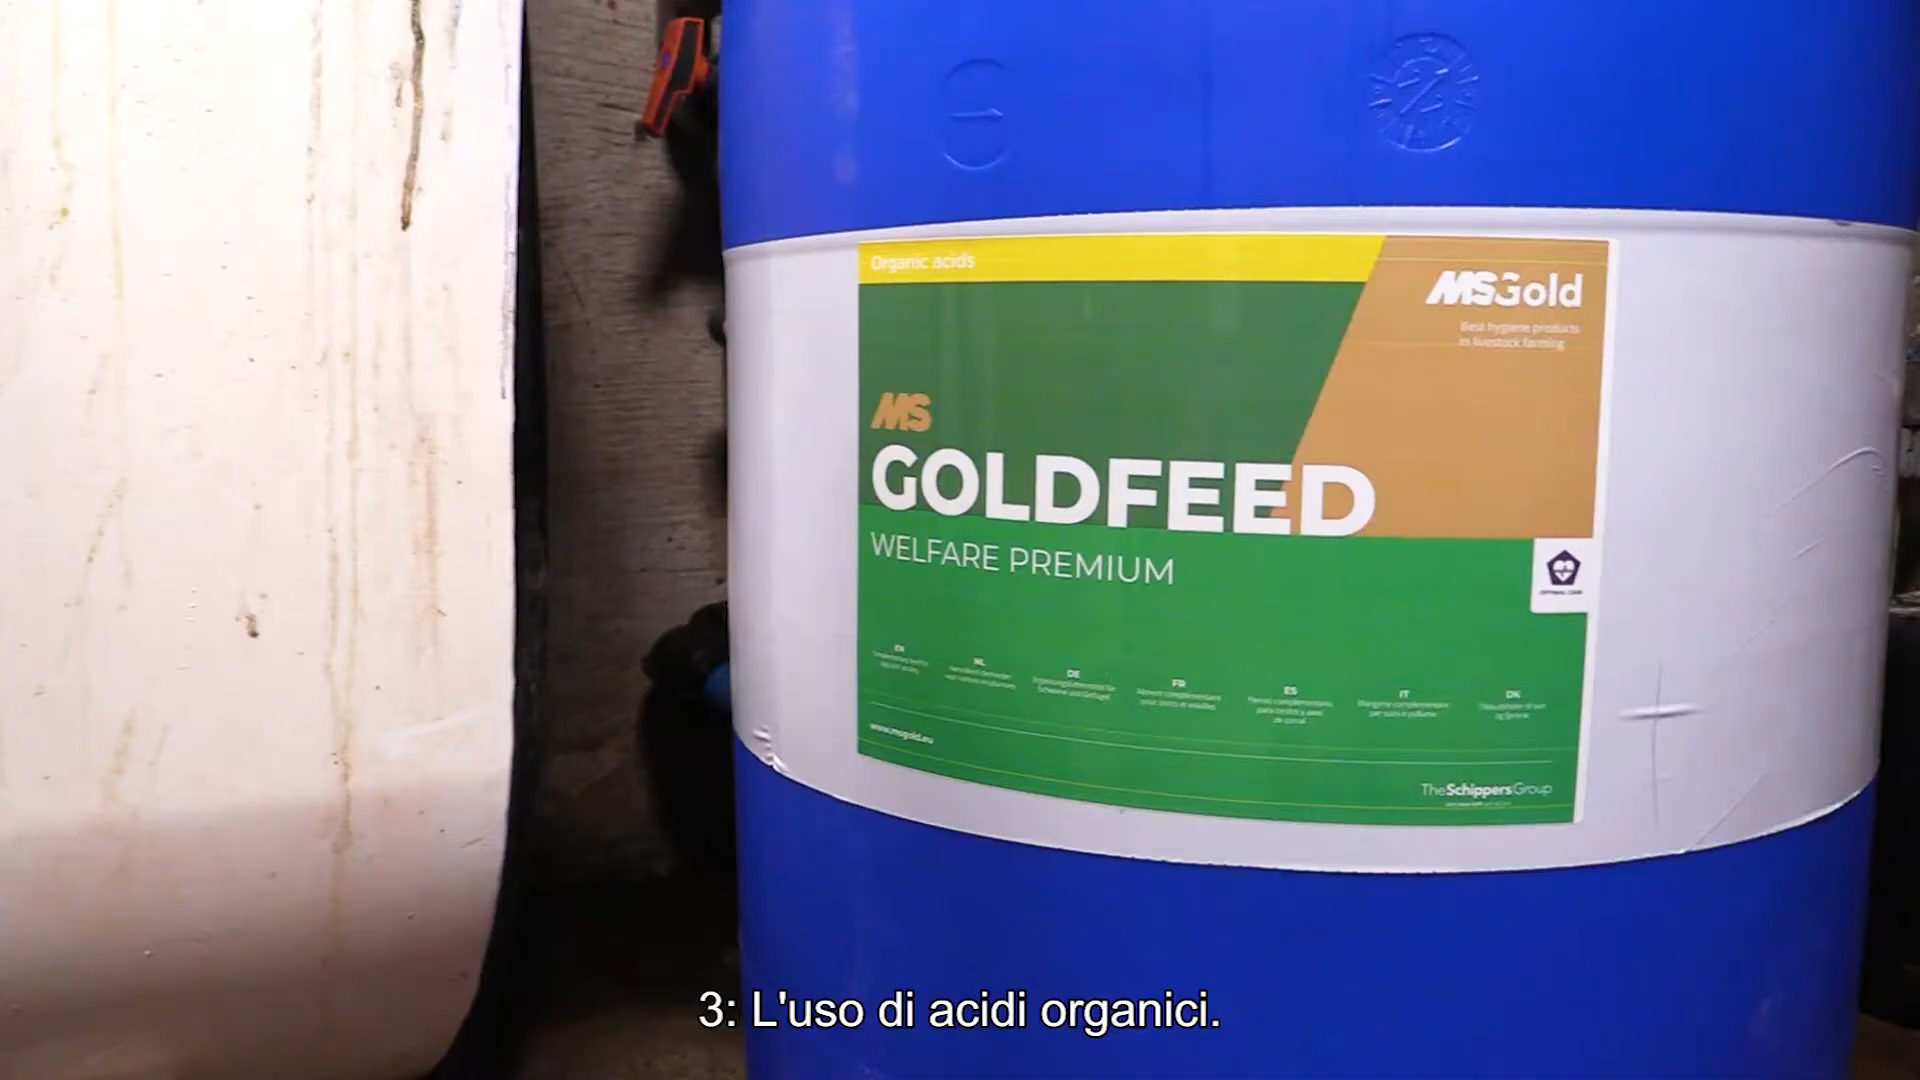 Organic acids
MSGold
Best hygiene products
in livestock farming
MS
GOLDFEED
WELFARE PREMIUM
EN
NL
DE
FR
ES
IT
DK
www.msgold.eu
TheSchippersGroup
3: L'uso di acidi organici.